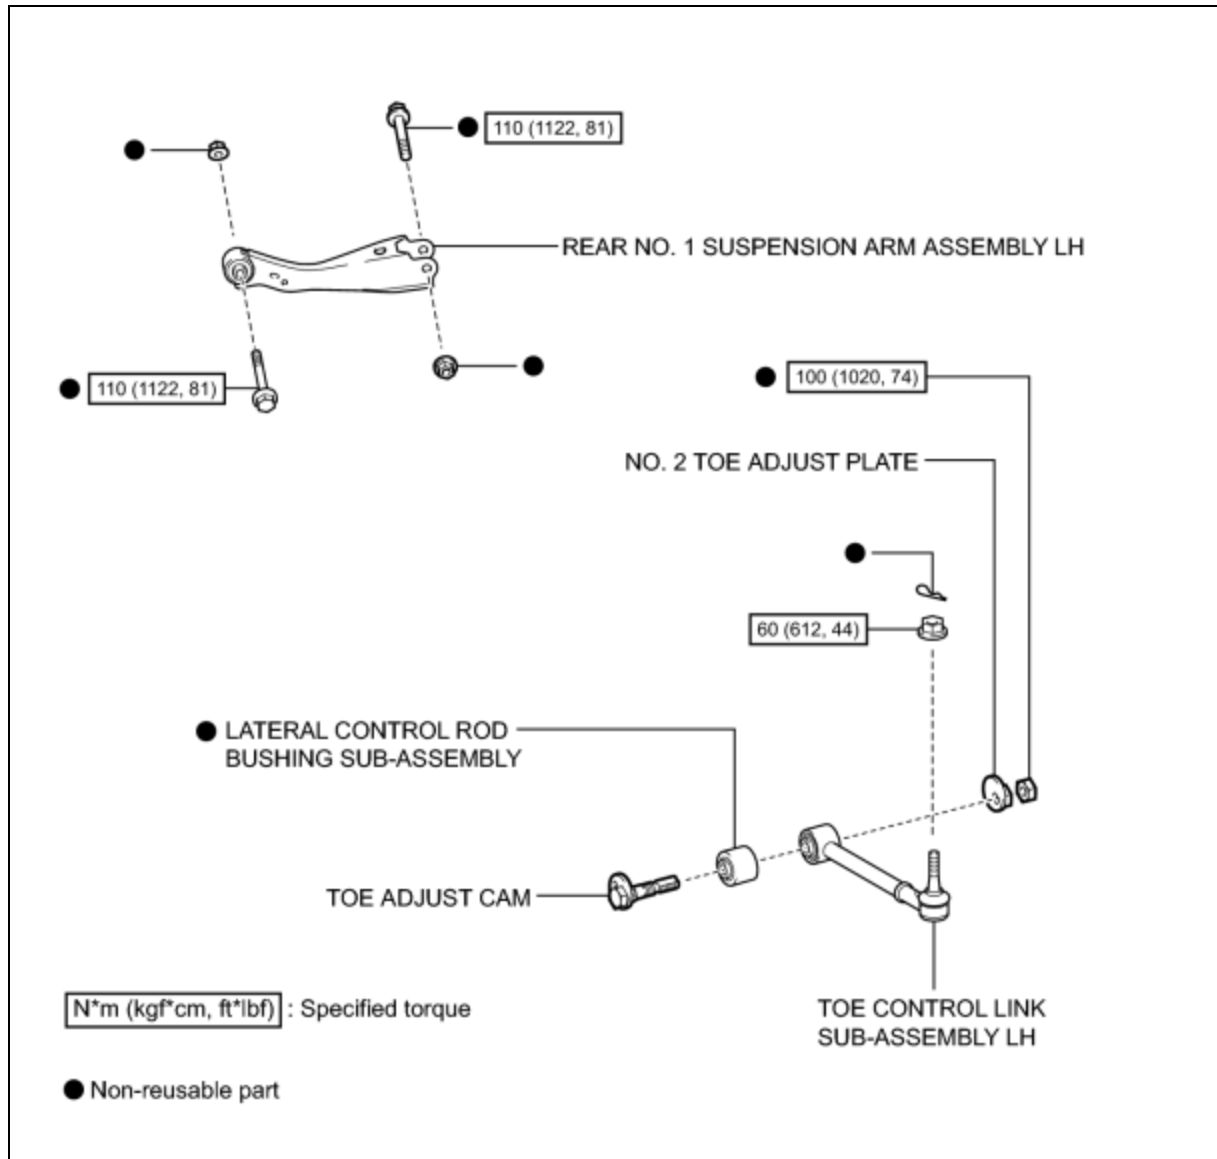 110 (1122, 81)
REAR NO. 1 SUSPENSION ARM ASSEMBLY LH
110 (1122, 81)
100 (1020, 74)
NO. 2 TOE ADJUST PLATE
60 (612, 44)
LATERAL CONTROL ROD
BUSHING SUB-ASSEMBLY
TOE ADJUST CAM
N*m (kgf*cm, ft*lbf) : Specified torque
TOE CONTROL LINK
SUB-ASSEMBLY LH
Non-reusable part